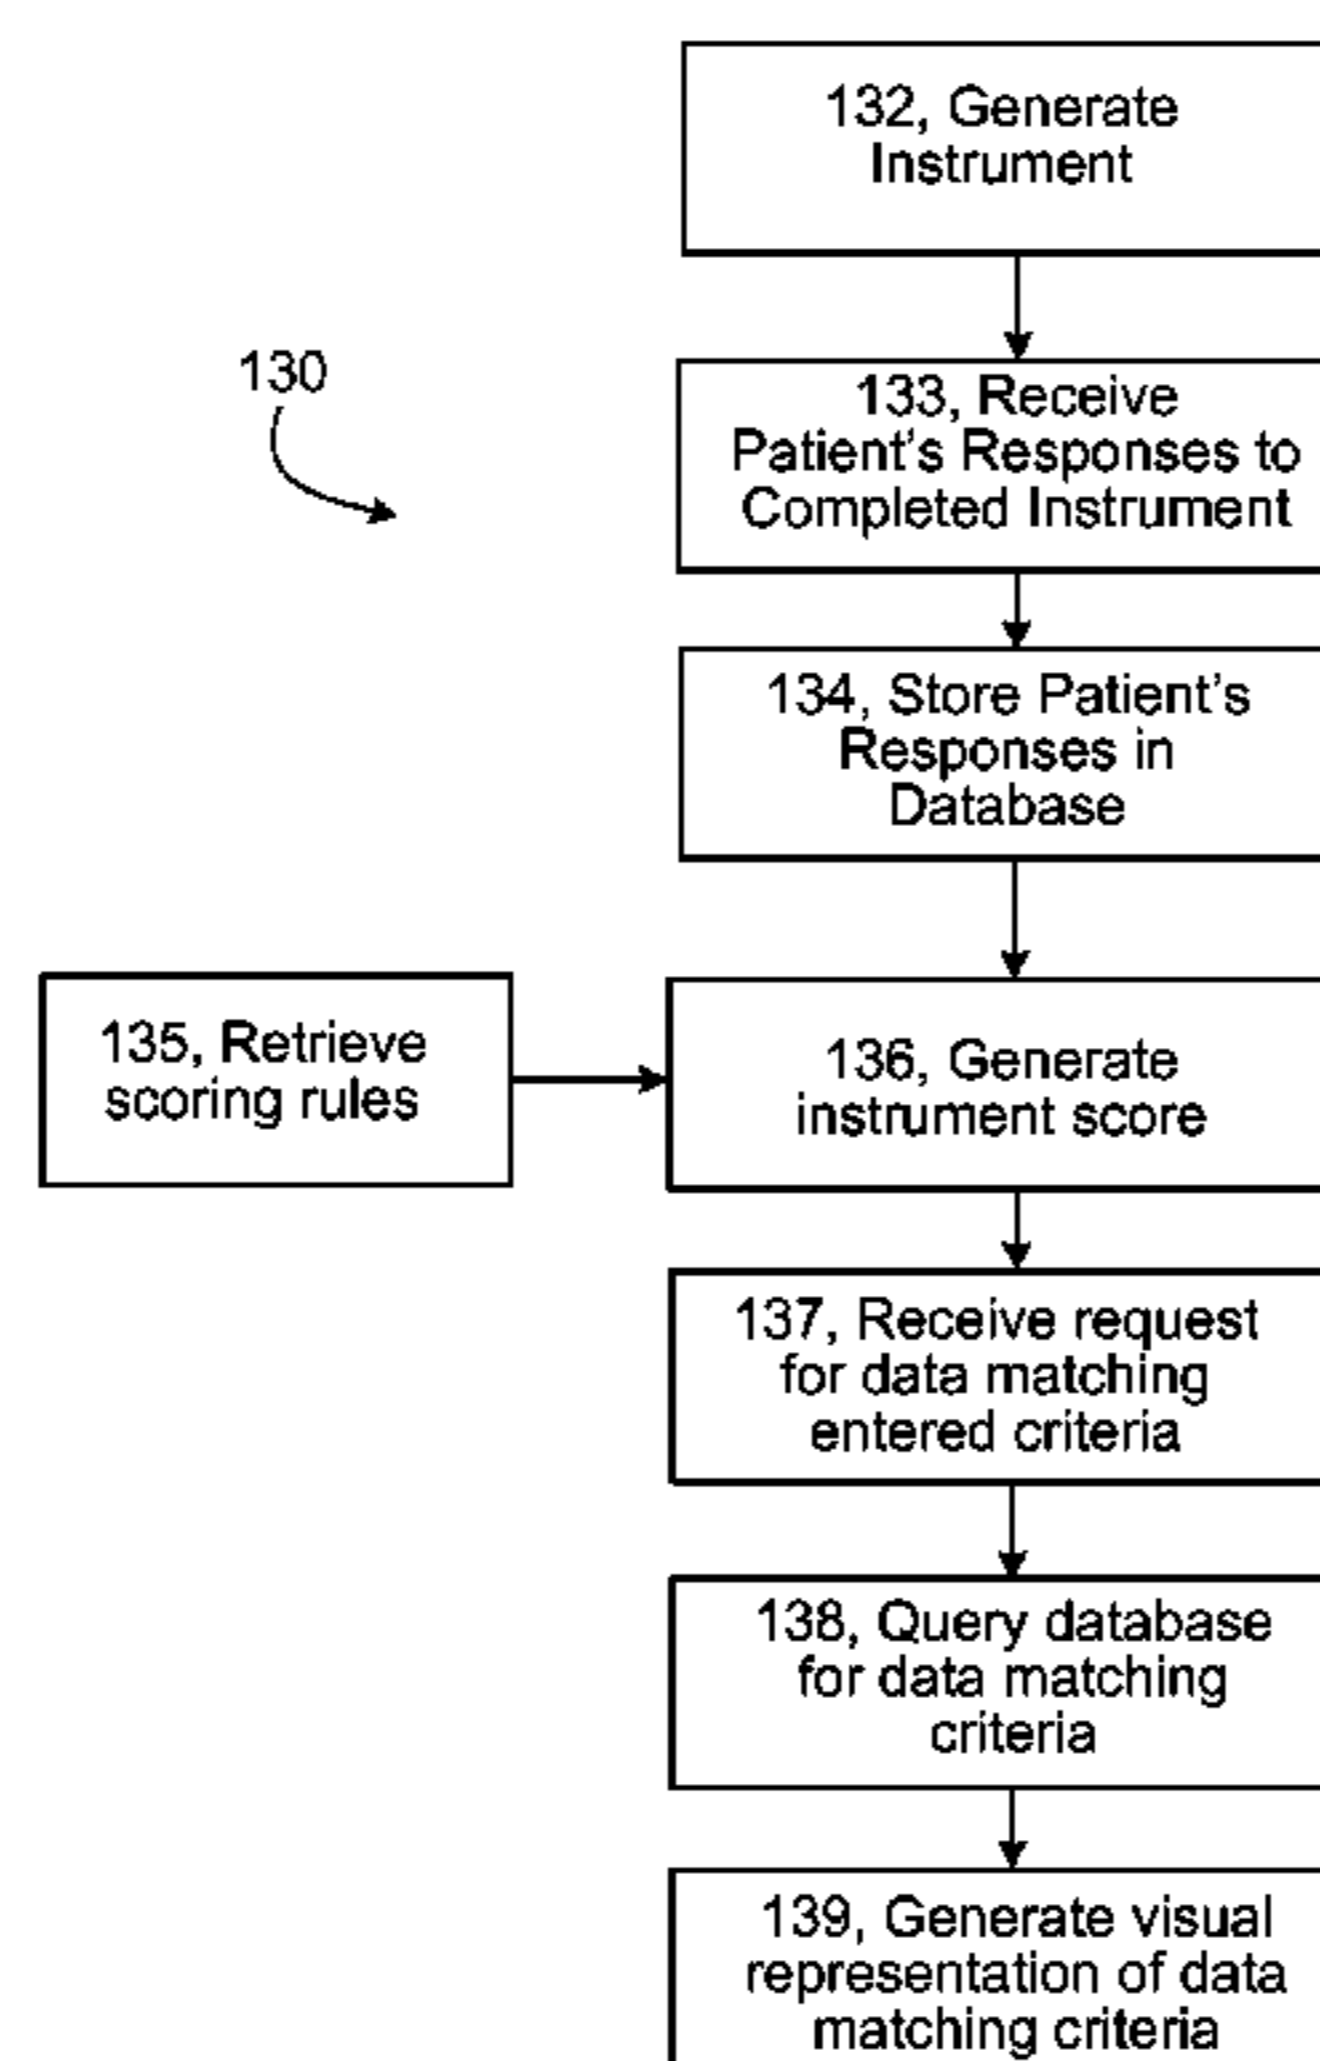 132, Generate
Instrument
130
133, Receive
Patient's Responses to
Completed Instrument
134, Store Patient's
Responses in
Database
135, Retrieve
scoring rules
136, Generate
instrument score
137, Receive request
for data matching
entered criteria
138, Query database
for data matching
criteria
139, Generate visual
representation of data
matching criteria